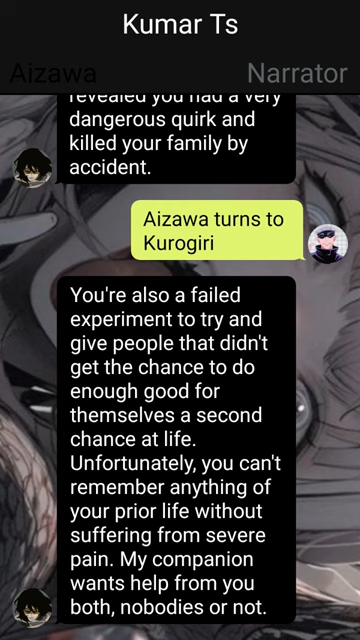 Kumar Ts
Aizawa
Narrator
revealed you had a very
dangerous quirk and
killed your family by
accident.
Aizawa turns to
Kurogiri
You're also a failed
experiment to try and
give people that didn't
get the chance to do
enough good for
themselves a second
chance at life.
Unfortunately, you can't
remember anything of
your prior life without
suffering from severe
pain. My companion
wants help from you
both, nobodies or not.